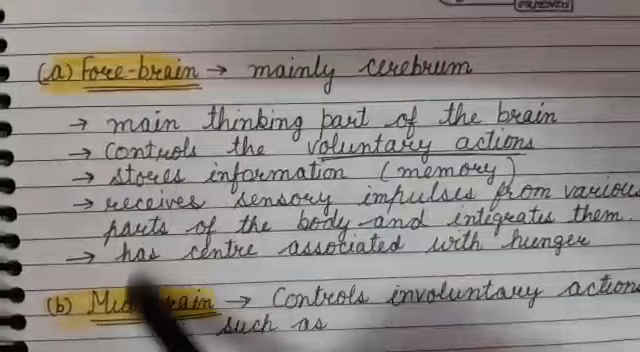 (a) Fore-brain → mainly cerebrum
→ main thinking part of the brain
→ controls the voluntary actions
→ stores information (memory)
→ receives sensory impulses from various
parts of the body and integrates them.
→ has centre associated with hunger
(b) Mid brain → Controls involuntary actions
such as